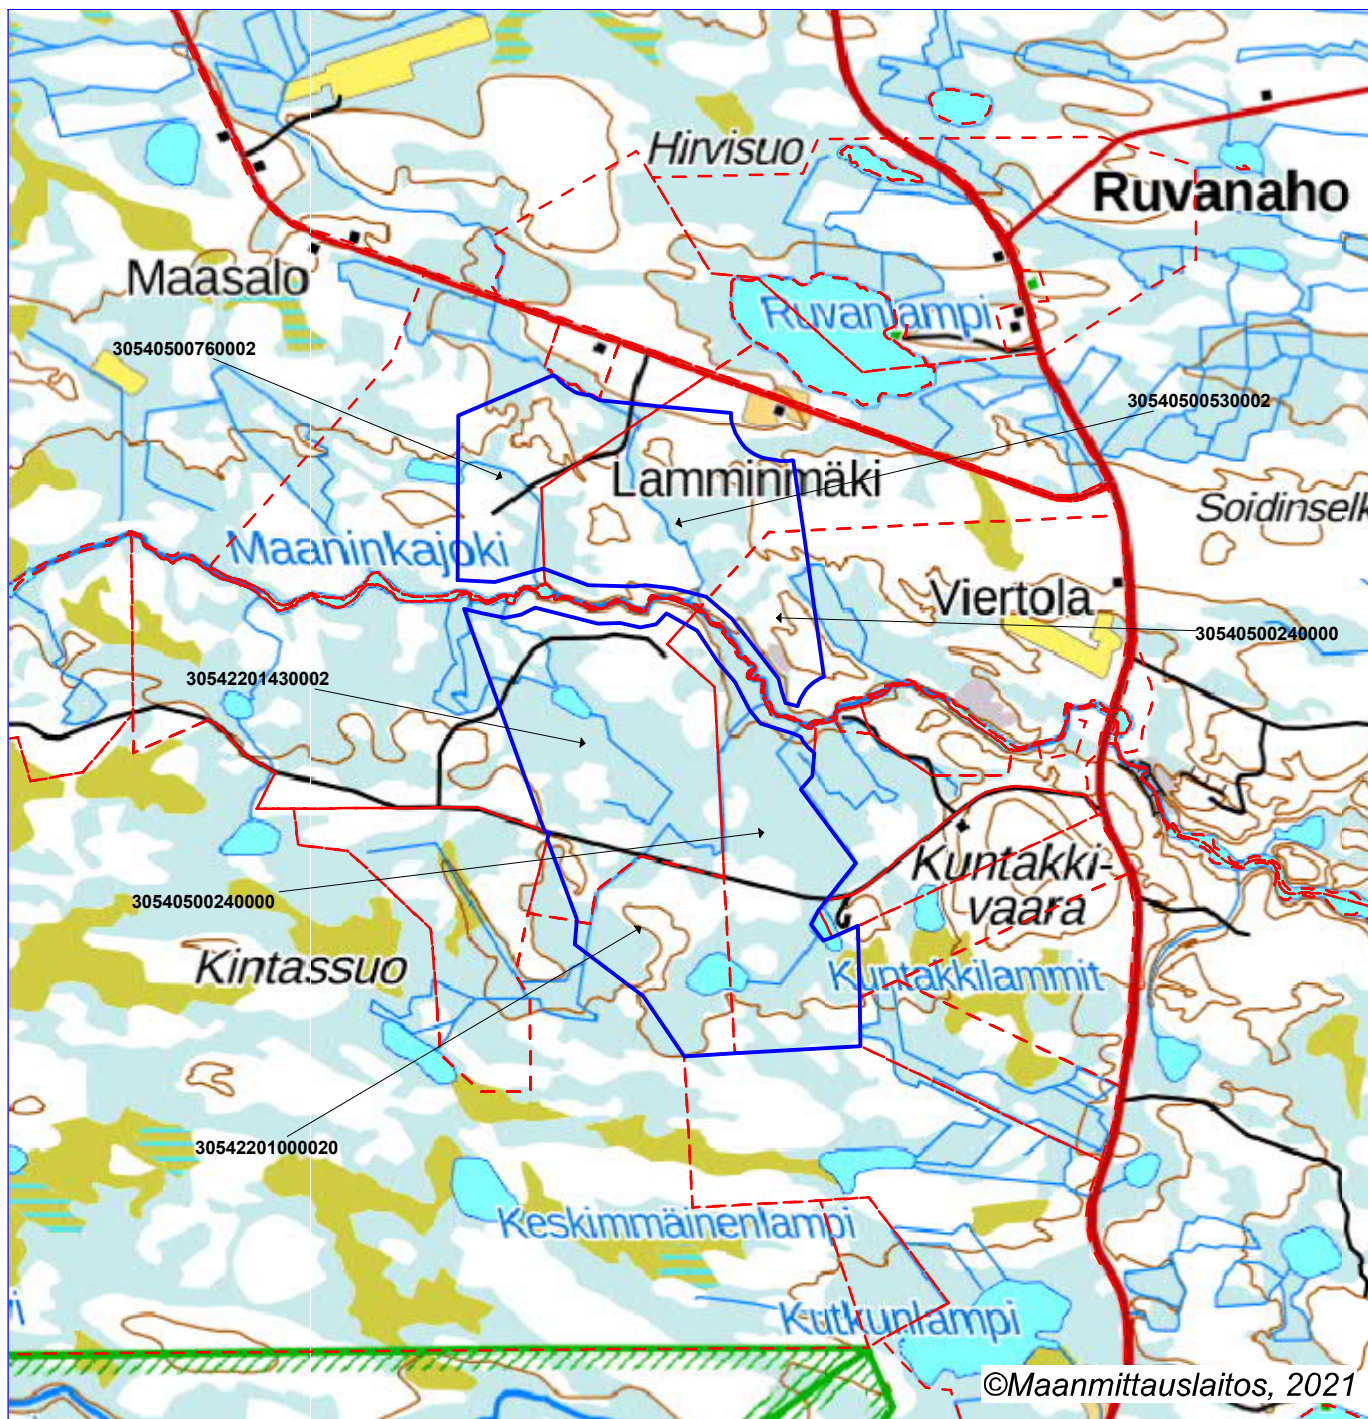 Hirvisuo
Ruvanaho
Maasalo
Ruvanlampi
30540500760002
30540500530002
Lamminmäki
Maaninkajoki
Viertola
30540500240000
30542201430002
Kuntakki-
vaara
30540500240000
Kintassuo
Kuntakkilammit
30542201000020
Keskimmäinenlampi
Kutkunlampi
©Maanmittauslaitos, 2021